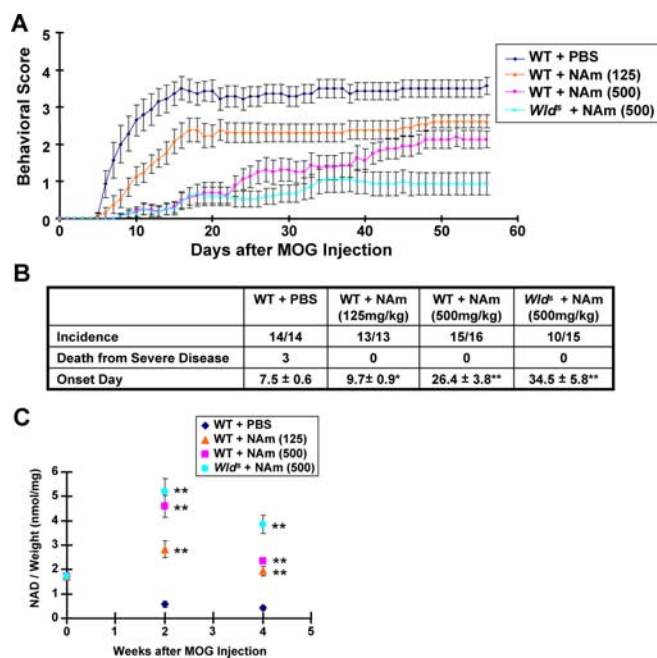 A
Behavioral Score
5
4
3
2
1
0
0 10 20 30 40 50 60
Days after MOG Injection
WT + PBS
WT + NAm (125)
WT + NAm (500)
Wldˢ + NAm (500)
B
WT + PBS WT + NAm (125mg/kg) WT + NAm (500mg/kg) Wldˢ + NAm (500mg/kg)
Incidence 14/14 13/13 15/16 10/15
Death from Severe Disease 3 0 0 0
Onset Day 7.5 ± 0.6 9.7± 0.9* 26.4 ± 3.8** 34.5 ± 5.8**
C
WT + PBS
WT + NAm (125)
WT + NAm (500)
Wldˢ + NAm (500)
NAD / Weight (nmol/mg)
6
5
4
3
2
1
0
**
**
**
**
**
**
0 1 2 3 4 5
Weeks after MOG Injection